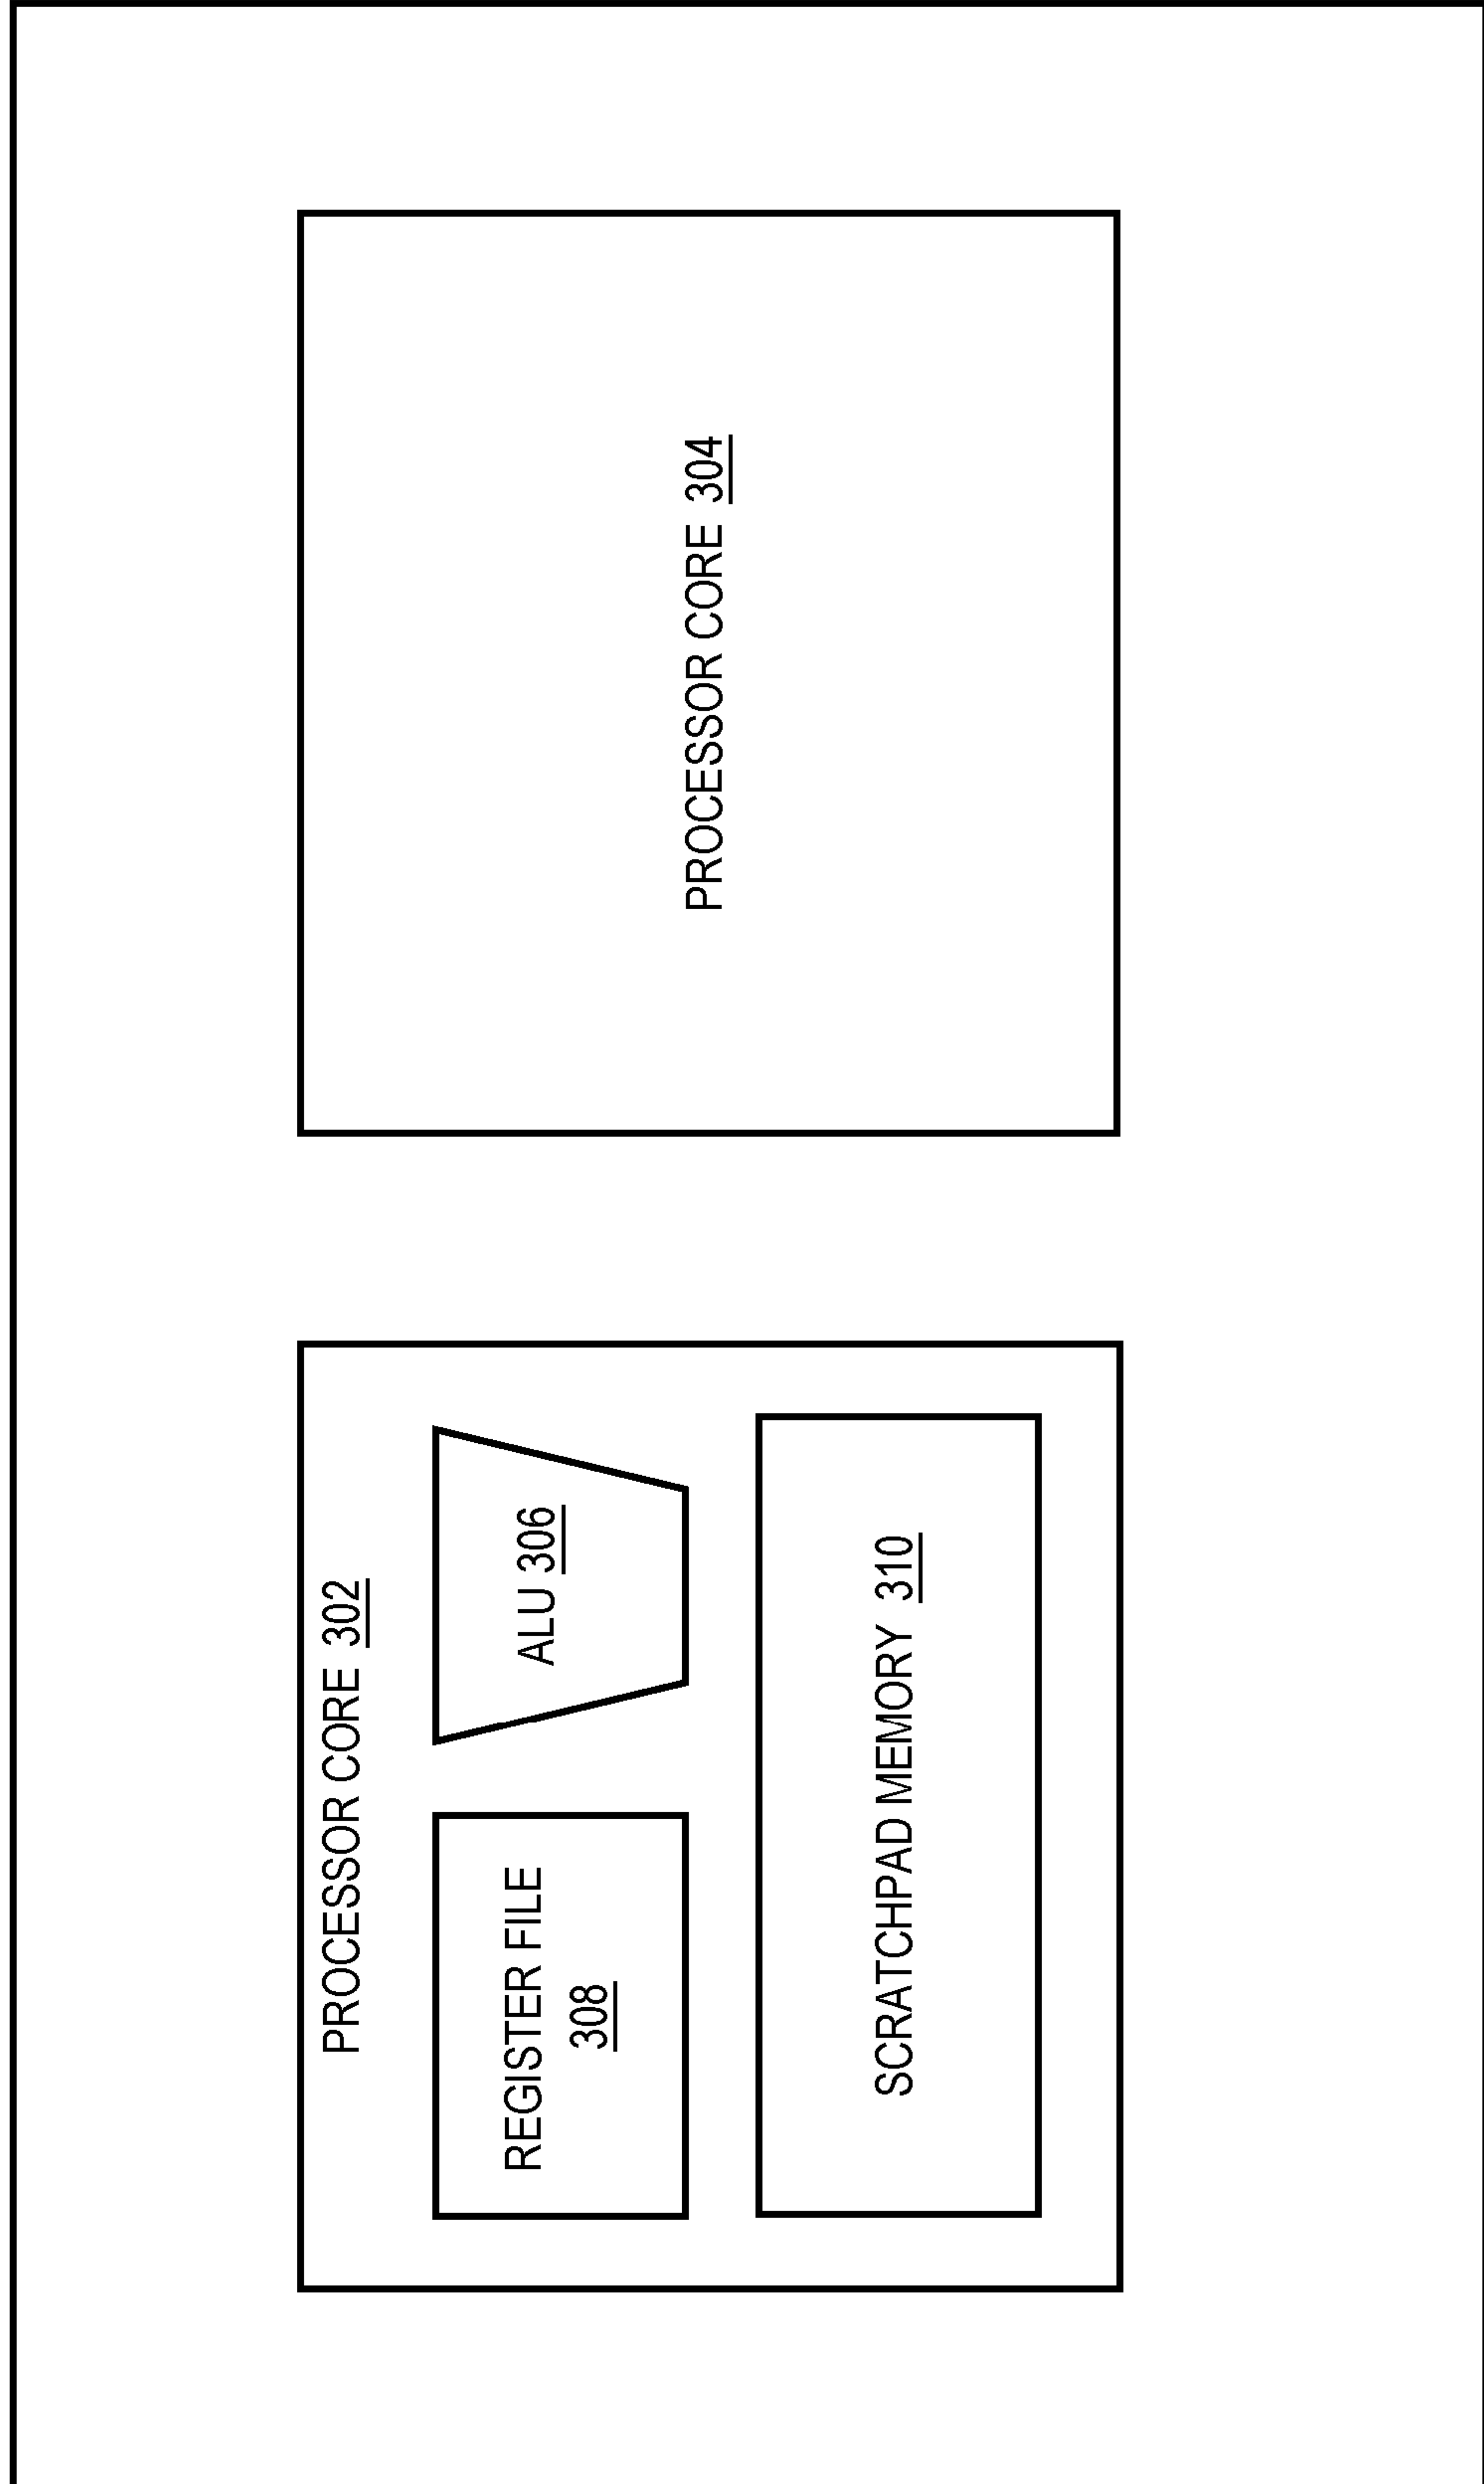 PROCESSOR CORE 302
REGISTER FILE
308
ALU 306
SCRATCHPAD MEMORY 310
PROCESSOR CORE 304